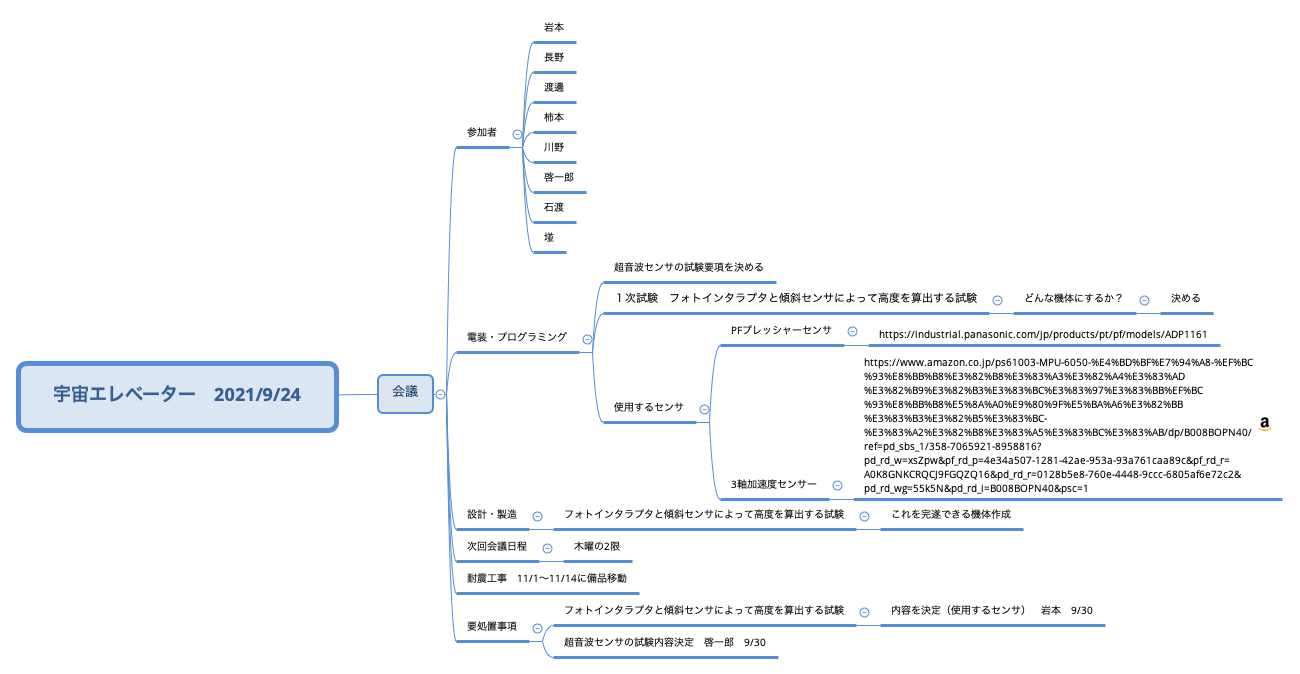 宇宙エレベーター　2021/9/24
会議
参加者
岩本
長野
渡邊
柿本
川野
啓一郎
石渡
電装・プログラミング
超音波センサの試験要項を決める
１次試験　フォトインタラプタと傾斜センサによって高度を算出する試験
どんな機体にするか？
決める
使用するセンサ
PFプレッシャーセンサ
https://industrial.panasonic.com/jp/products/pt/pf/models/ADP1161
3軸加速度センサー
https://www.amazon.co.jp/ps61003-MPU-6050-%E4%BD%BF%E7%94%A8-%EF%BC
%93%E8%BB%B8%E3%82%B8%E3%83%A3%E3%82%A4%E3%83%AD
%E3%82%B9%E3%82%B3%E3%83%BC%E3%83%97%E3%83%BB%EF%BC
%93%E8%BB%B8%E5%8A%A0%E9%80%9F%E5%BA%A6%E3%82%BB
%E3%83%B3%E3%82%B5%E3%83%BC-
%E3%83%A2%E3%82%B8%E3%83%A5%E3%83%BC%E3%83%AB/dp/B008BOPN40/
ref=pd_sbs_1/358-7065921-8958816?
pd_rd_w=xsZpw&pf_rd_p=4e34a507-1281-42ae-953a-93a761caa89c&pf_rd_r=
A0K8GNKCRQCJ9FGQZQ16&pd_rd_r=0128b5e8-760e-4448-9ccc-6805af6e72c2&
pd_rd_wg=55k5N&pd_rd_i=B008BOPN40&psc=1
a
設計・製造
フォトインタラプタと傾斜センサによって高度を算出する試験
これを完遂できる機体作成
次回会議日程
木曜の2限
耐震工事　11/1〜11/14に備品移動
要処置事項
フォトインタラプタと傾斜センサによって高度を算出する試験
内容を決定（使用するセンサ）　岩本　9/30
超音波センサの試験内容決定　啓一郎　9/30